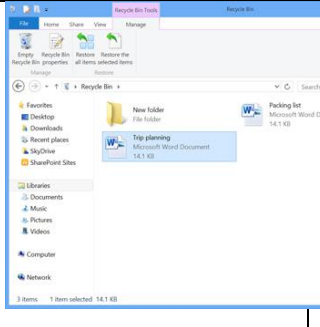 Recycle Bin Tools
Recycle Bin
File
Home
Share
View
Manage
Empty Recycle Bin
Recycle Bin properties
Restore all items
Restore the selected items
Manage
Restore
Recycle Bin
Search
Favorites
Desktop
Downloads
Recent places
SkyDrive
SharePoint Sites
Libraries
Documents
Music
Pictures
Videos
Computer
Network
New folder
File folder
Packing list
Microsoft Word D
14.1 KB
Trip planning
Microsoft Word Document
14.1 KB
3 items
1 item selected 14.1 KB